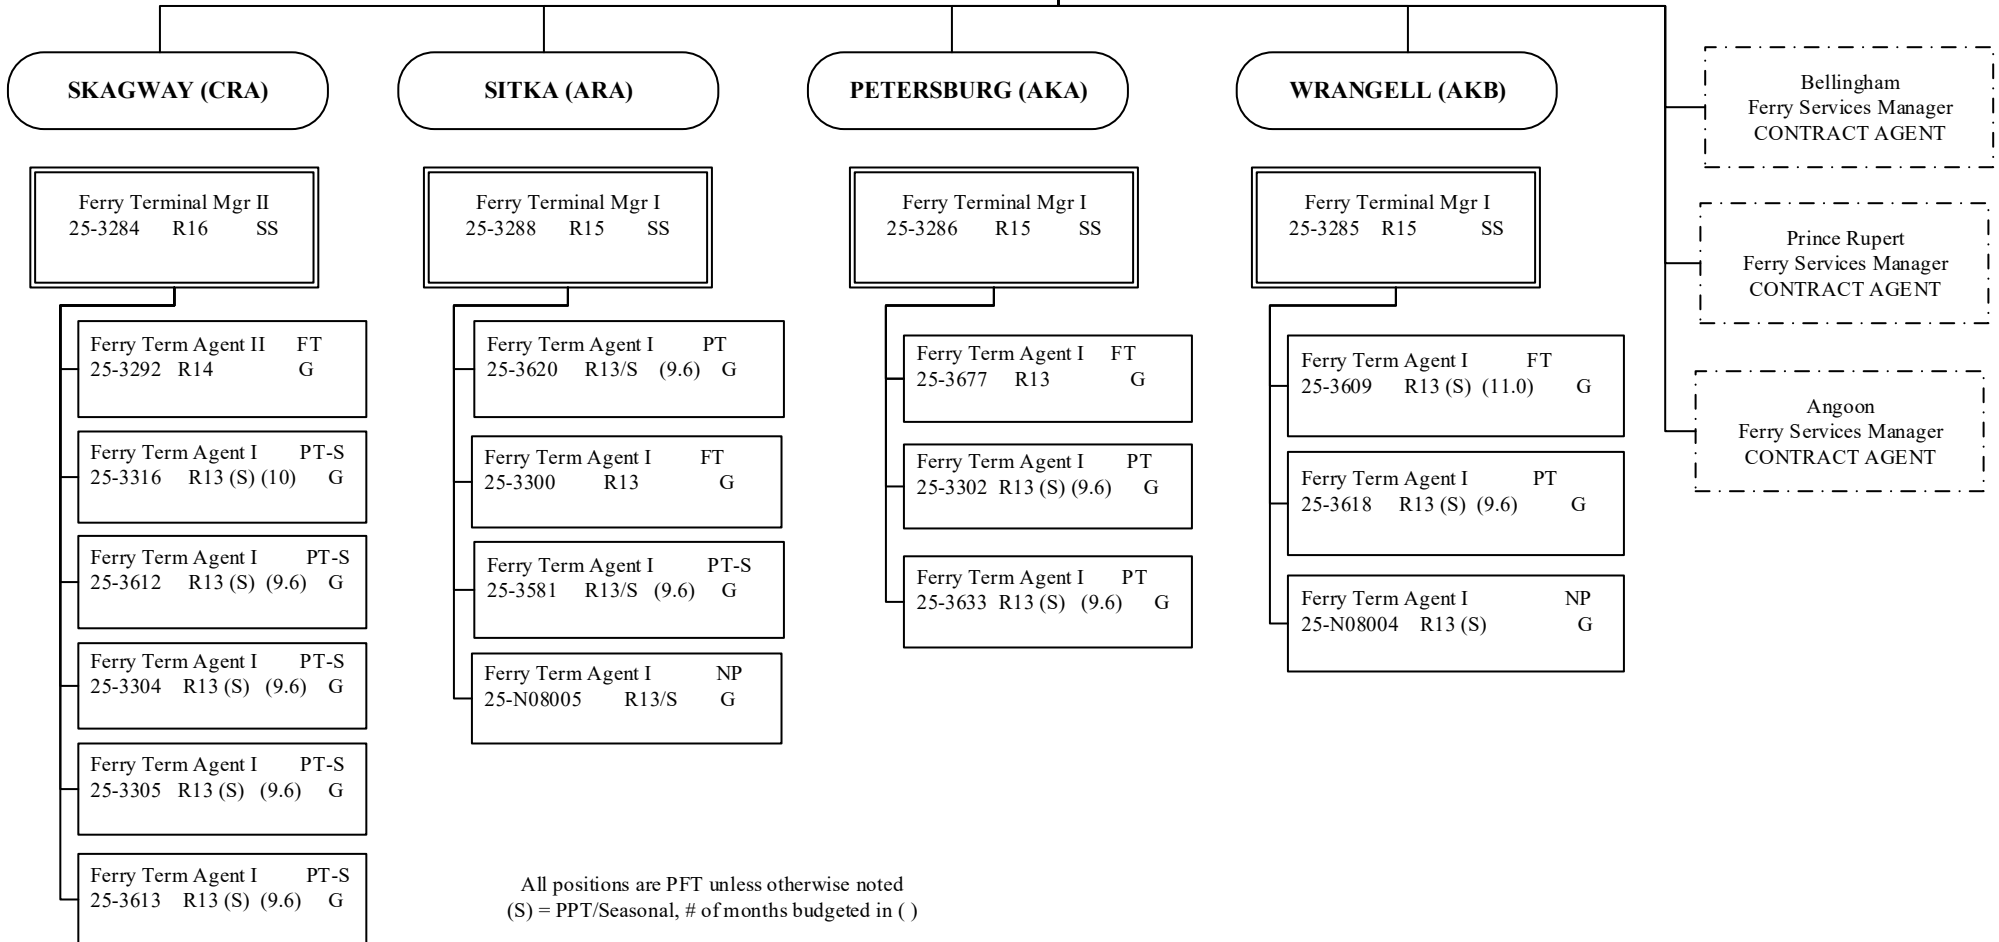 SKAGWAY (CRA)
Ferry Terminal Mgr II
25-3284 R16 SS
Ferry Term Agent II FT
25-3292 R14 G
Ferry Term Agent I PT-S
25-3316 R13 (S) (10) G
Ferry Term Agent I PT-S
25-3612 R13 (S) (9.6) G
Ferry Term Agent I PT-S
25-3304 R13 (S) (9.6) G
Ferry Term Agent I PT-S
25-3305 R13 (S) (9.6) G
Ferry Term Agent I PT-S
25-3613 R13 (S) (9.6) G
SITKA (ARA)
Ferry Terminal Mgr I
25-3288 R15 SS
Ferry Term Agent I PT
25-3620 R13/S (9.6) G
Ferry Term Agent I FT
25-3300 R13 G
Ferry Term Agent I PT-S
25-3581 R13/S (9.6) G
Ferry Term Agent I NP
25-N08005 R13/S G
PETERSBURG (AKA)
Ferry Terminal Mgr I
25-3286 R15 SS
Ferry Term Agent I FT
25-3677 R13 G
Ferry Term Agent I PT
25-3302 R13 (S) (9.6) G
Ferry Term Agent I PT
25-3633 R13 (S) (9.6) G
WRANGELL (AKB)
Ferry Terminal Mgr I
25-3285 R15 SS
Ferry Term Agent I FT
25-3609 R13 (S) (11.0) G
Ferry Term Agent I PT
25-3618 R13 (S) (9.6) G
Ferry Term Agent I NP
25-N08004 R13 (S) G
Bellingham
Ferry Services Manager
CONTRACT AGENT
Prince Rupert
Ferry Services Manager
CONTRACT AGENT
Angoon
Ferry Services Manager
CONTRACT AGENT
All positions are PFT unless otherwise noted
(S) = PPT/Seasonal, # of months budgeted in ( )